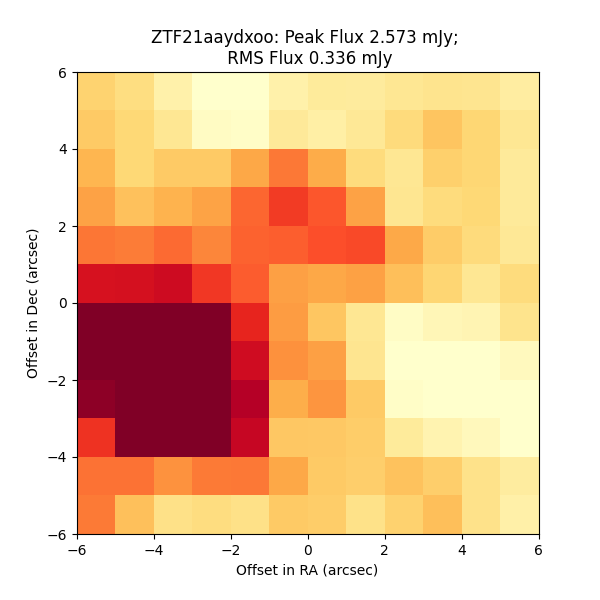 ZTF21aaydxoo: Peak Flux 2.573 mJy;
RMS Flux 0.336 mJy
6
4
2
0
−2
−4
−6
Offset in Dec (arcsec)
−6 −4 −2 0 2 4 6
Offset in RA (arcsec)